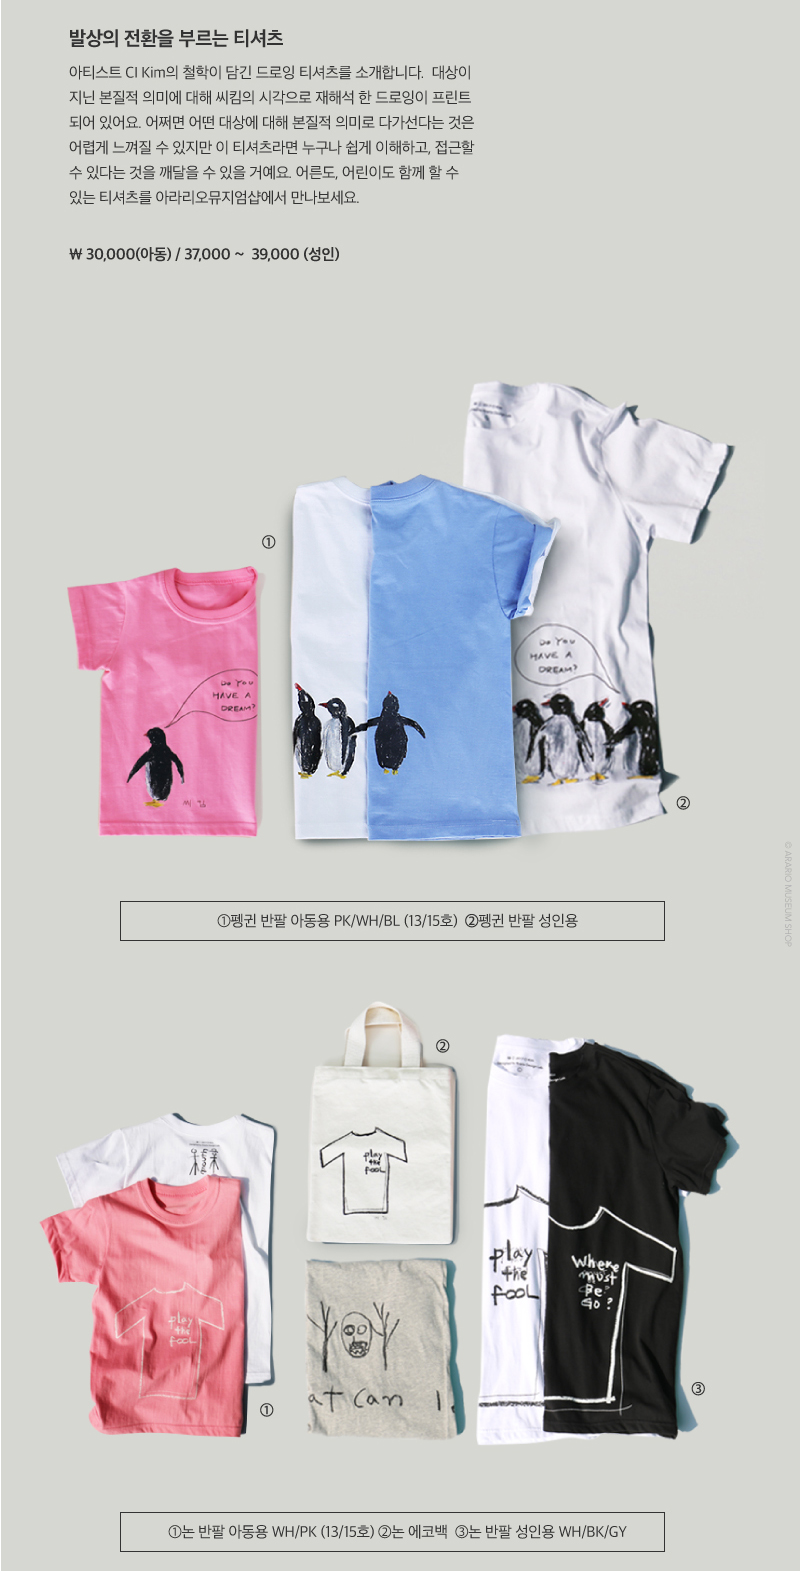 발상의 전환을 부르는 티셔츠
아티스트 CI Kim의 철학이 담긴 드로잉 티셔츠를 소개합니다. 대상이
지닌 본질적 의미에 대해 씨킴의 시각으로 재해석 한 드로잉이 프린트
되어 있어요. 어쩌면 어떤 대상에 대해 본질적 의미로 다가선다는 것은
어렵게 느껴질 수 있지만 이 티셔츠라면 누구나 쉽게 이해하고, 접근할
수 있다는 것을 깨달을 수 있을 거예요. 어른도, 어린이도 함께 할 수
있는 티셔츠를 아라리오뮤지엄샵에서 만나보세요.
₩ 30,000(아동) / 37,000 ~ 39,000 (성인)
①
Do You
HAVE A
DREAM?
Do You
HAVE A
DREAM?
②
© ARARIO MUSEUM SHOP
①펭귄 반팔 아동용 PK/WH/BL (13/15호) ②펭귄 반팔 성인용
②
play
the
fooL
play
the
fooL
①
at can
play
the
fooL
Where
must
Be
Go?
③
①논 반팔 아동용 WH/PK (13/15호) ②논 에코백 ③논 반팔 성인용 WH/BK/GY